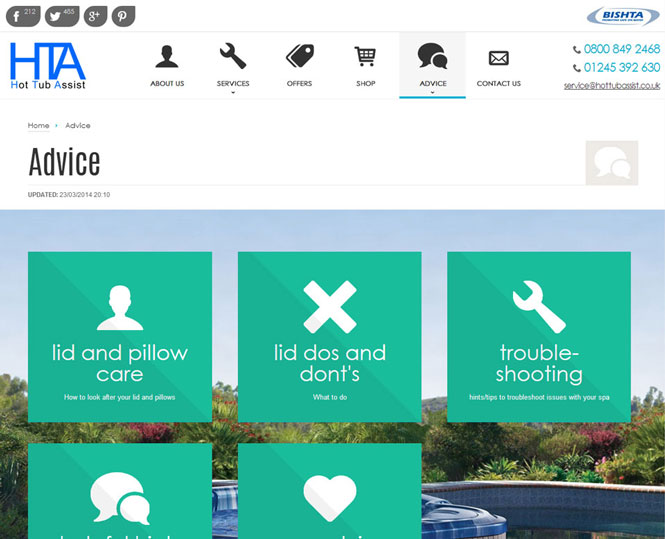 212
485
BISHTA
HTA
Hot Tub Assist
ABOUT US
SERVICES
OFFERS
SHOP
ADVICE
CONTACT US
0800 849 2468
01245 392 630
service@hottubassist.co.uk
Home
Advice
Advice
UPDATED: 23/03/2014 20:10
lid and pillow
care
How to look after your lid and pillows
lid dos and
dont's
What to do
trouble-
shooting
hints/tips to troubleshoot issues with your spa